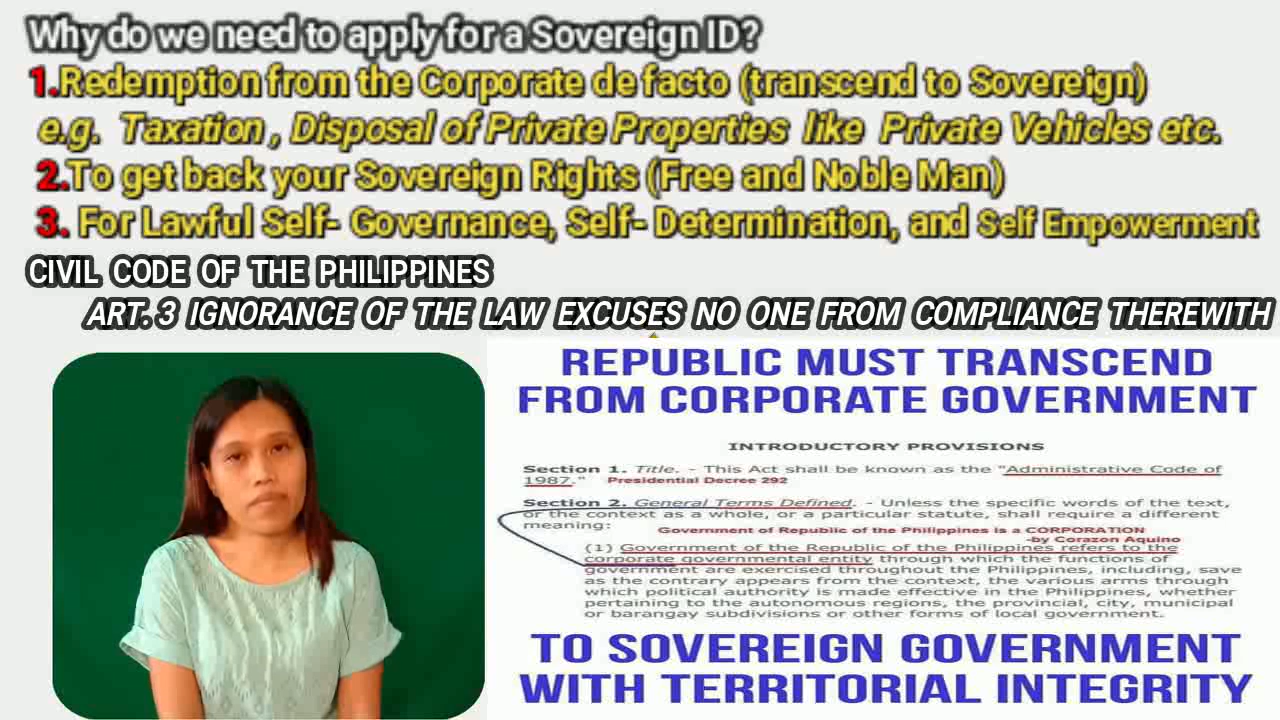 Why do we need to apply for a Sovereign ID?
1.Redemption from the Corporate de facto (transcend to Sovereign)
e.g. Taxation , Disposal of Private Properties like Private Vehicles etc.
2.To get back your Sovereign Rights (Free and Noble Man)
3. For Lawful Self- Governance, Self- Determination, and Self Empowerment
CIVIL CODE OF THE PHILIPPINES
ART. 3 IGNORANCE OF THE LAW EXCUSES NO ONE FROM COMPLIANCE THEREWITH
REPUBLIC MUST TRANSCEND
FROM CORPORATE GOVERNMENT
INTRODUCTORY PROVISIONS
Section 1. Title. - This Act shall be known as the "Administrative Code of
1987." Presidential Decree 292
Section 2. General Terms Defined. - Unless the specific words of the text,
or the context as a whole, or a particular statute, shall require a different
meaning:
Government of Republic of the Philippines is a CORPORATION
-by Corazon Aquino
(1) Government of the Republic of the Philippines refers to the
corporate governmental entity through which the functions of
government are exercised throughout the Philippines, including, save
as the contrary appears from the context, the various arms through
which political authority is made effective in the Philippines, whether
pertaining to the autonomous regions, the provincial, city, municipal
or barangay subdivisions or other forms of local government.
TO SOVEREIGN GOVERNMENT
WITH TERRITORIAL INTEGRITY